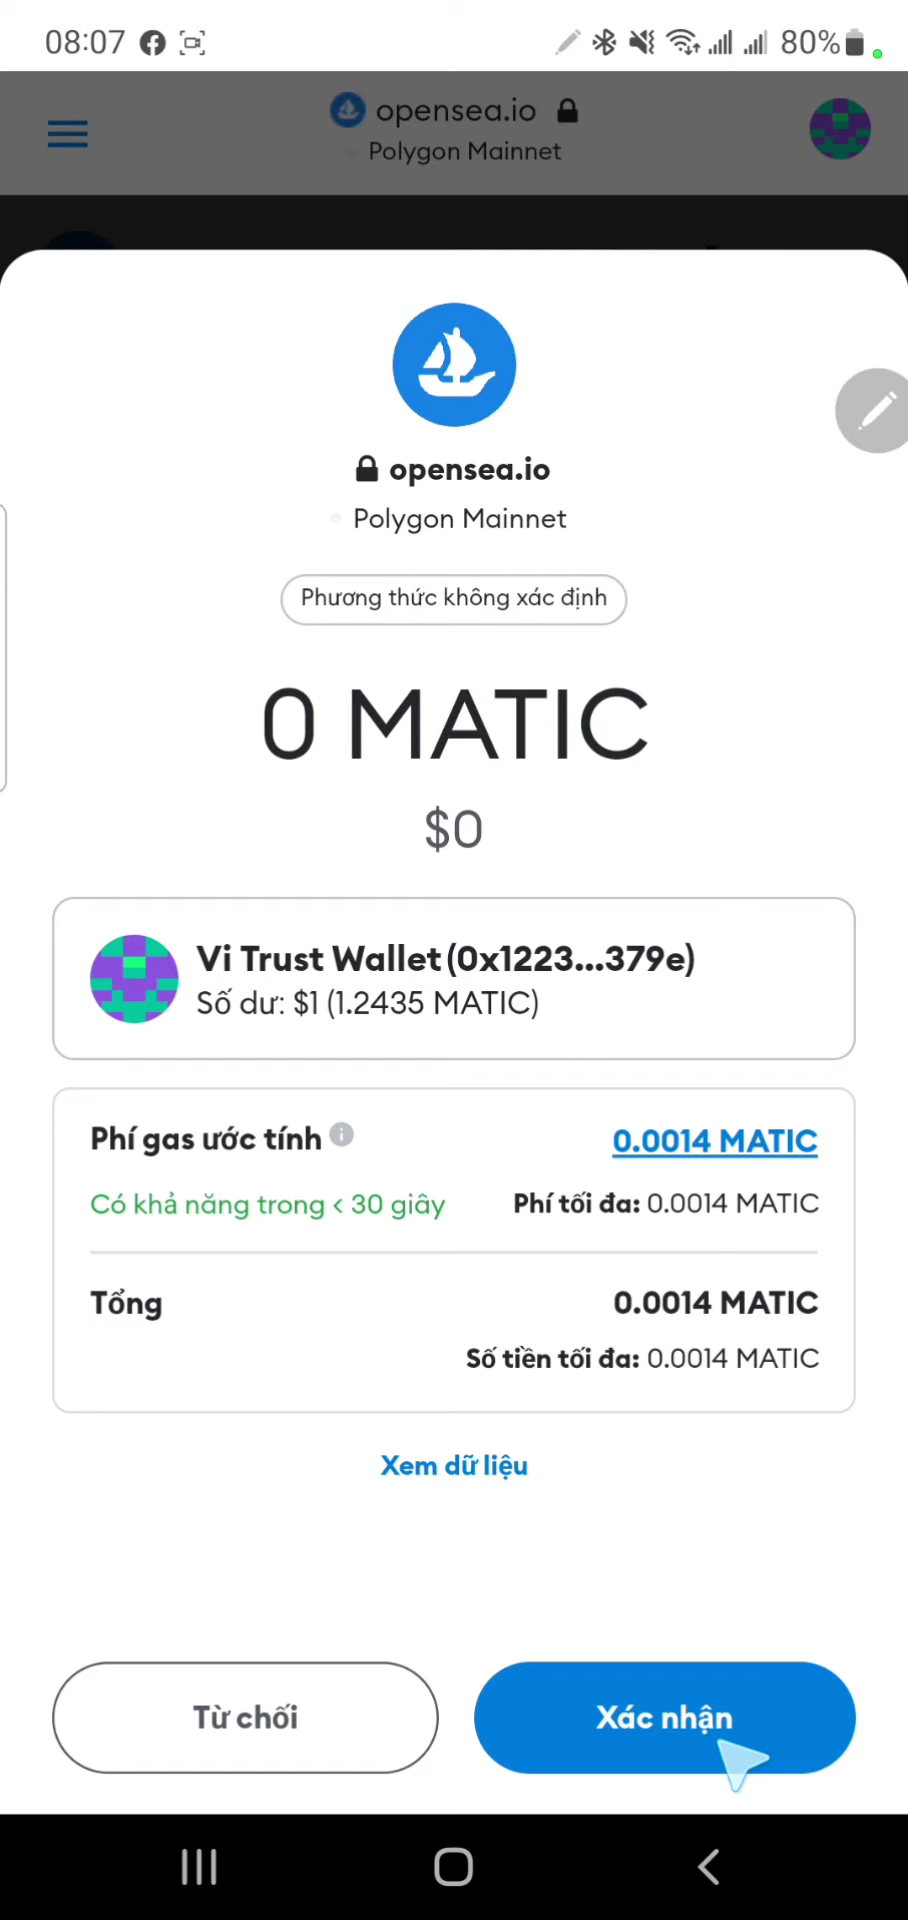 08:07 80%
opensea.io
Polygon Mainnet
opensea.io
Polygon Mainnet
Phương thức không xác định
0 MATIC
$0
Ví Trust Wallet (0x1223...379e)
Số dư: $1 (1.2435 MATIC)
Phí gas ước tính 0.0014 MATIC
Có khả năng trong < 30 giây Phí tối đa: 0.0014 MATIC
Tổng 0.0014 MATIC
Số tiền tối đa: 0.0014 MATIC
Xem dữ liệu
Từ chối Xác nhận